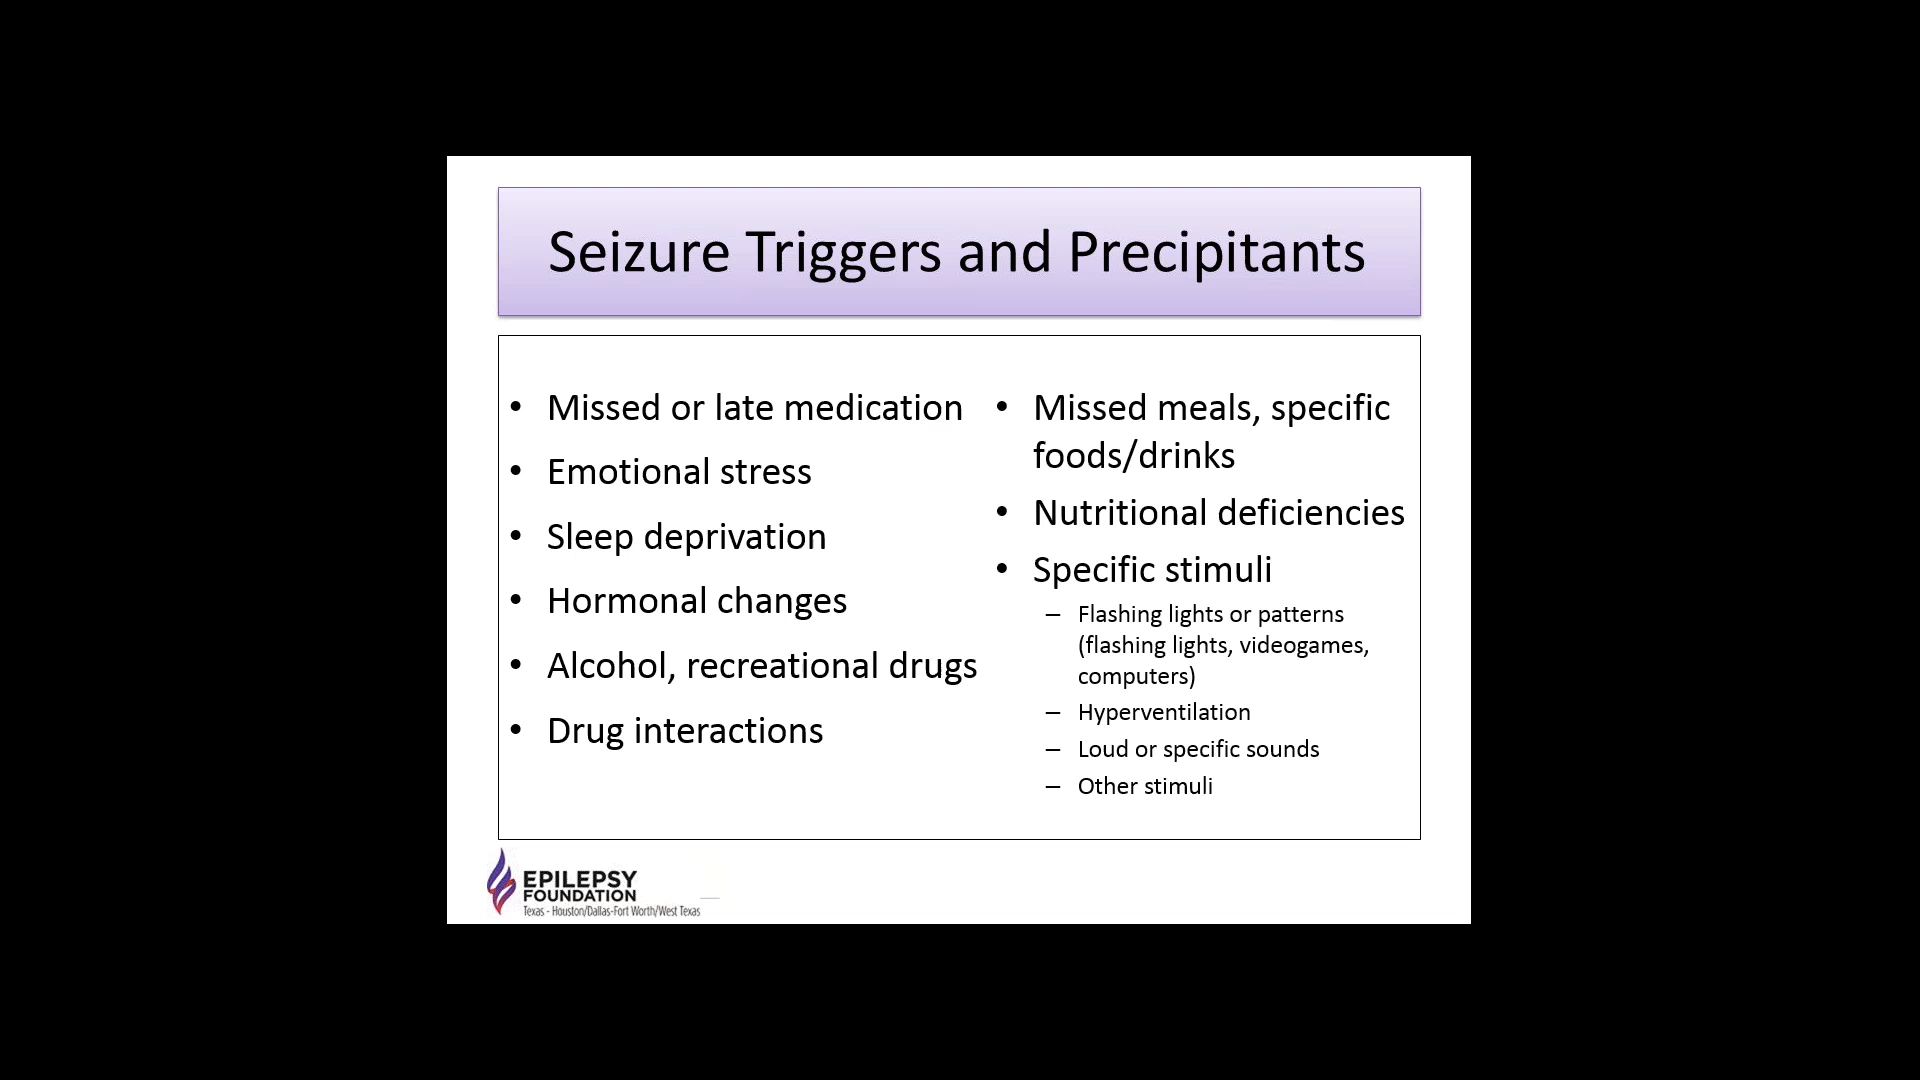 Seizure Triggers and Precipitants
• Missed or late medication
• Emotional stress
• Sleep deprivation
• Hormonal changes
• Alcohol, recreational drugs
• Drug interactions
• Missed meals, specific
foods/drinks
• Nutritional deficiencies
• Specific stimuli
– Flashing lights or patterns
(flashing lights, videogames,
computers)
– Hyperventilation
– Loud or specific sounds
– Other stimuli
EPILEPSY
FOUNDATION
Texas - Houston/Dallas-Fort Worth/West Texas